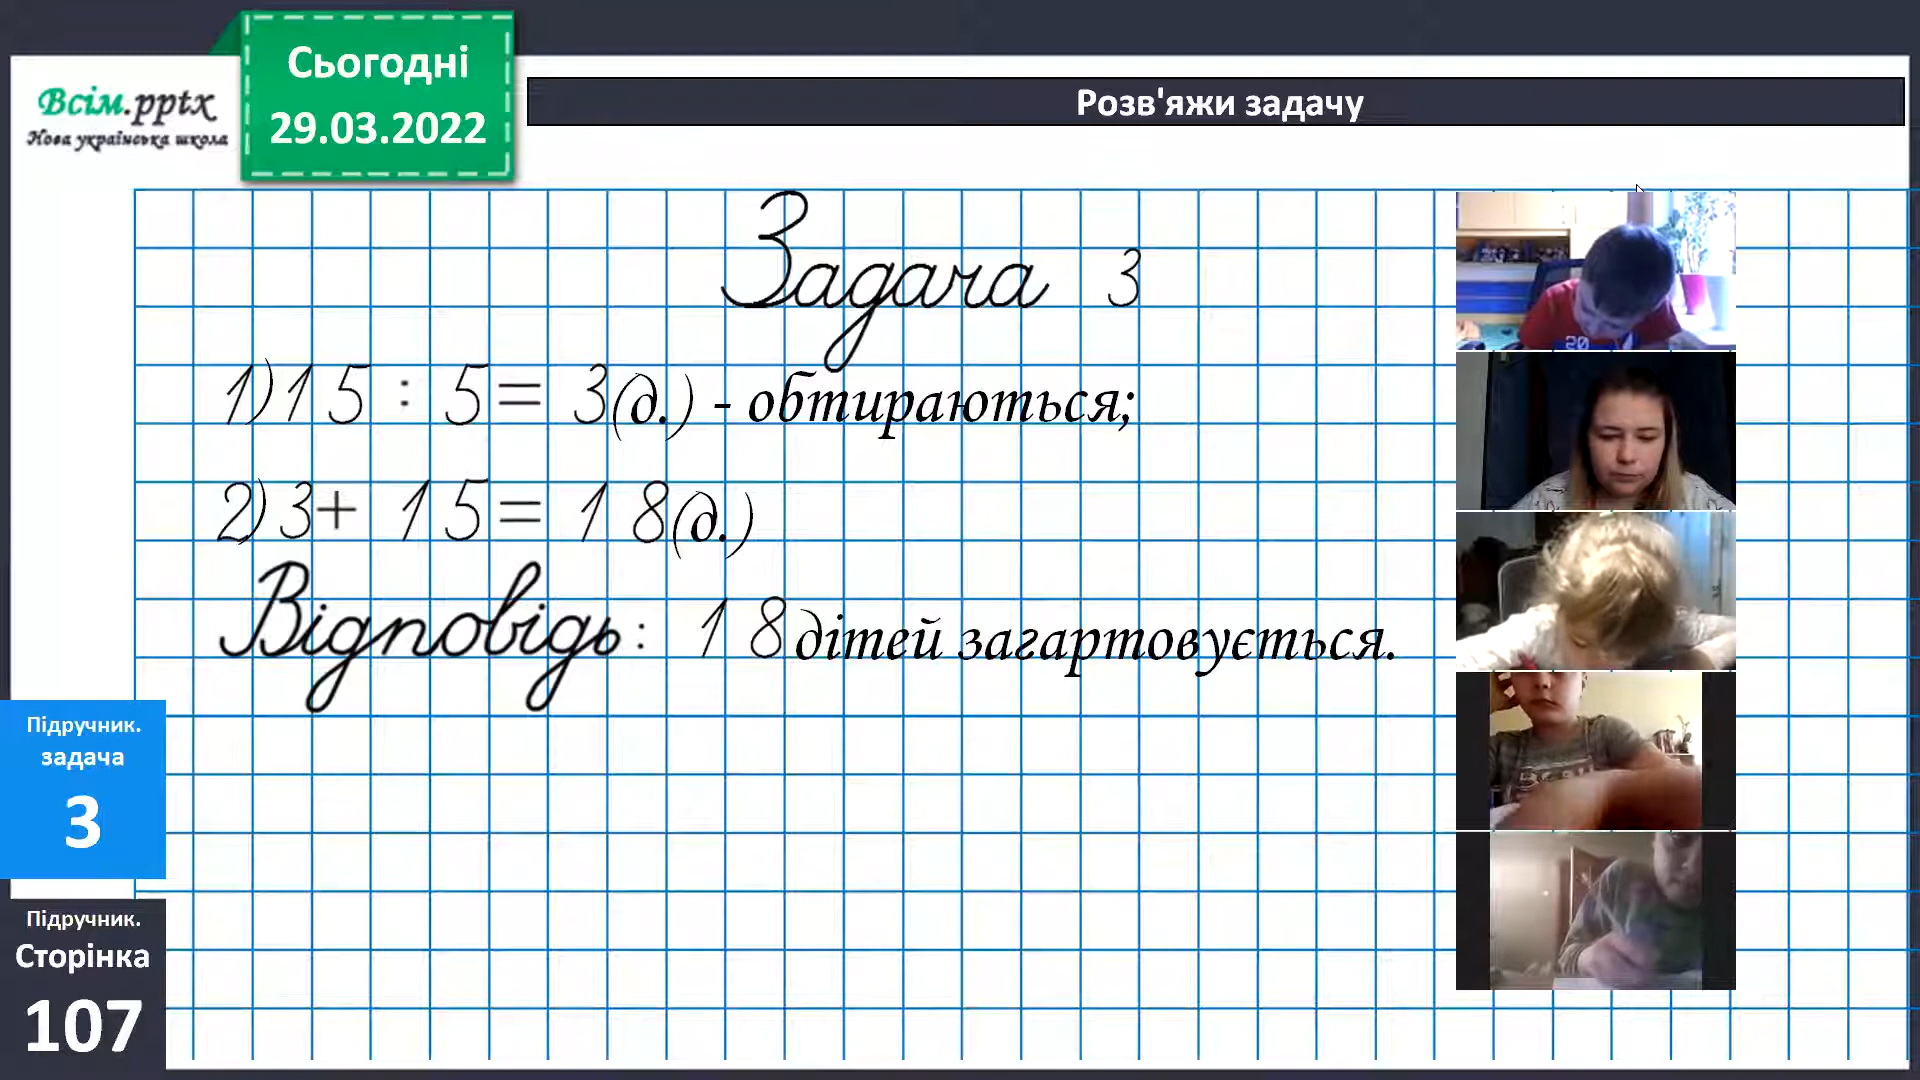 Всім.pptx
Нова українська школа
Сьогодні
29.03.2022
Розв'яжи задачу
Задача 3
1)15 : 5= 3(д.) - обтираються;
2)3+ 15= 18(д.)
Відповідь: 18 дітей загартовується.
Підручник.
задача
3
Підручник.
Сторінка
107
20